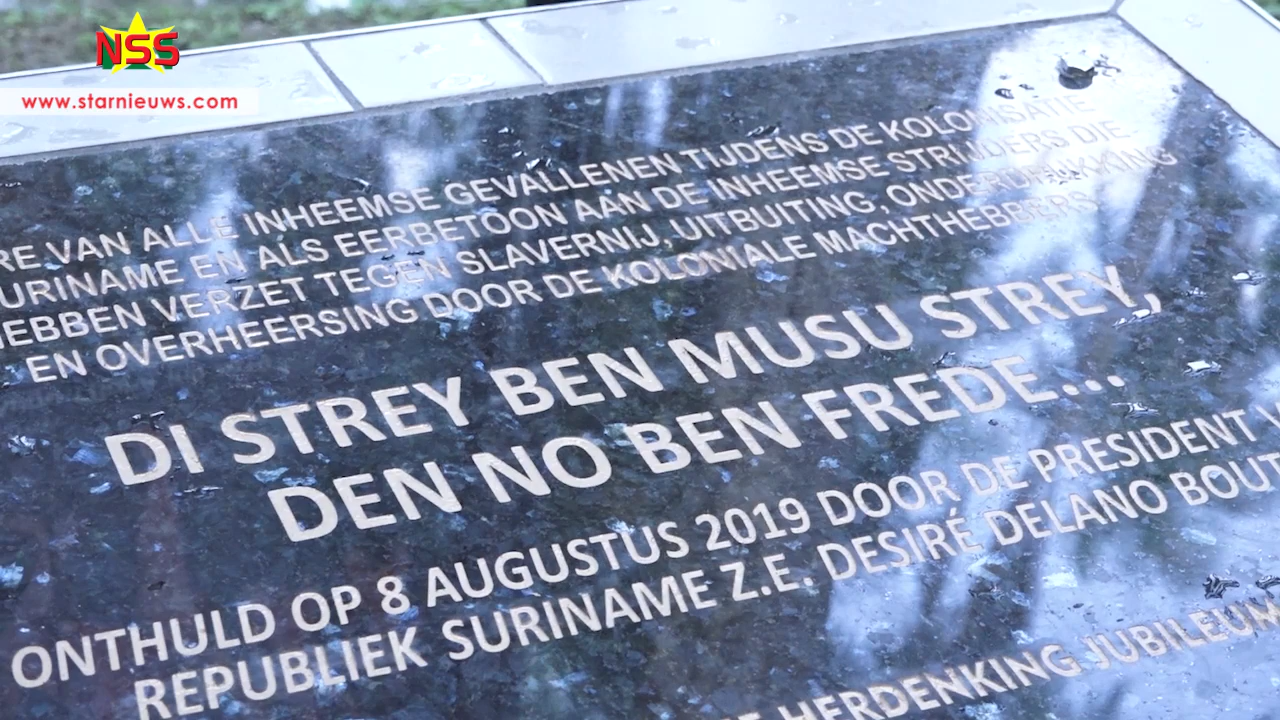 NSS
www.starnieuws.com
RE VAN ALLE INHEEMSE GEVALLENEN TIJDENS DE KOLONISATIE
URINAME EN ALS EERBETOON AAN DE INHEEMSE STRIJDERS DIE
HEBBEN VERZET TEGEN SLAVERNIJ, UITBUITING, ONDERDRUKKING
EN OVERHEERSING DOOR DE KOLONIALE MACHTHEBBERS
DI STREY BEN MUSU STREY,
DEN NO BEN FREDE...
ONTHULD OP 8 AUGUSTUS 2019 DOOR DE PRESIDENT V
REPUBLIEK SURINAME Z.E. DESIRÉ DELANO BOUT
HERDENKING JUBILEUM